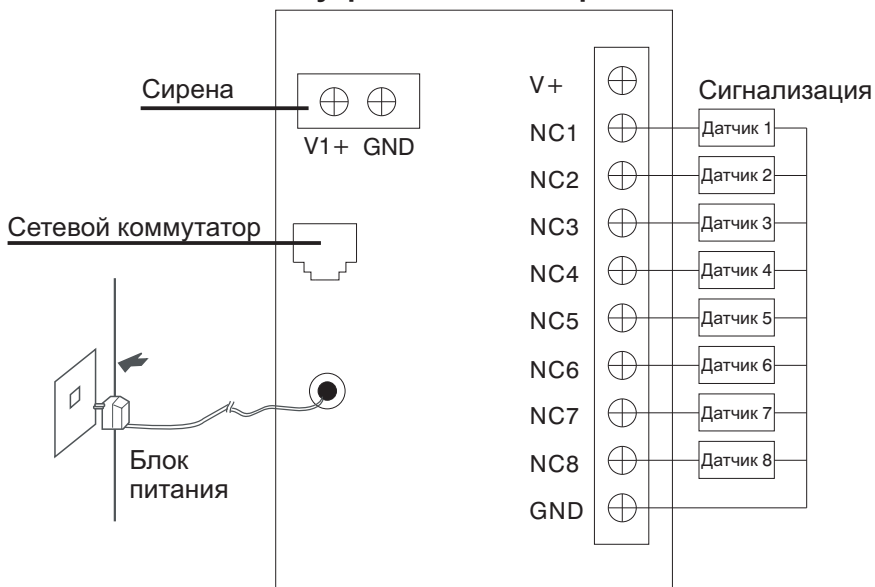 Сирена
V1+ GND
Сетевой коммутатор
Блок
питания
V+
NC1
NC2
NC3
NC4
NC5
NC6
NC7
NC8
GND
Сигнализация
Датчик 1
Датчик 2
Датчик 3
Датчик 4
Датчик 5
Датчик 6
Датчик 7
Датчик 8